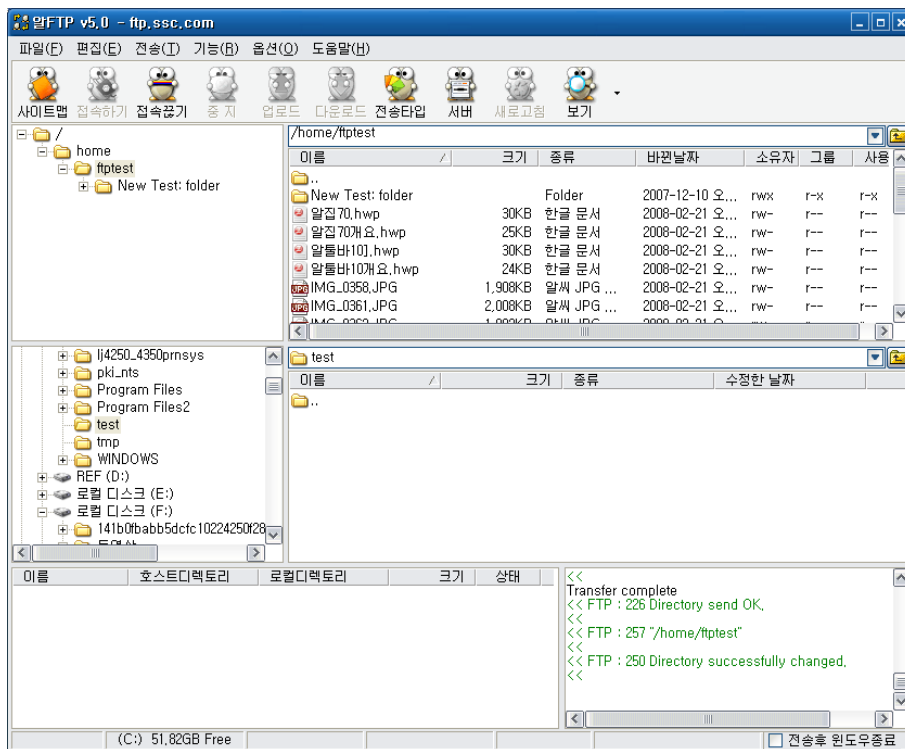 알FTP v5.0 - ftp.ssc.com
파일(F) 편집(E) 전송(T) 기능(R) 옵션(O) 도움말(H)
사이트맵 접속하기 접속끊기 중 지 업로드 다운로드 전송타입 서버 새로고침 보기
/
home
ftptest
New Test: folder
/home/ftptest
이름 크기 종류 바뀐날짜 소유자 그룹 사용
..
New Test: folder Folder 2007-12-10 오... rwx r-x r-x
알집70.hwp 30KB 한글 문서 2008-02-21 오... rw- r-- r--
알집70개요.hwp 25KB 한글 문서 2008-02-21 오... rw- r-- r--
알툴바10].hwp 30KB 한글 문서 2008-02-21 오... rw- r-- r--
알툴바10개요.hwp 24KB 한글 문서 2008-02-21 오... rw- r-- r--
IMG_0358.JPG 1,908KB 알씨 JPG ... 2008-02-21 오... rw- r-- r--
IMG_0361.JPG 2,008KB 알씨 JPG ... 2008-02-21 오... rw- r-- r--
lj4250_4350prnsys
pki_nts
Program Files
Program Files2
test
tmp
WINDOWS
REF (D:)
로컬 디스크 (E:)
로컬 디스크 (F:)
141b0fbabb5dcfc10224250f28
test
이름 크기 종류 수정한 날짜
..
이름 호스트디렉토리 로컬디렉토리 크기 상태
<<
Transfer complete
<< FTP : 226 Directory send OK.
<<
<< FTP : 257 "/home/ftptest"
<<
<< FTP : 250 Directory successfully changed.
<<
(C:) 51.82GB Free
전송후 윈도우종료